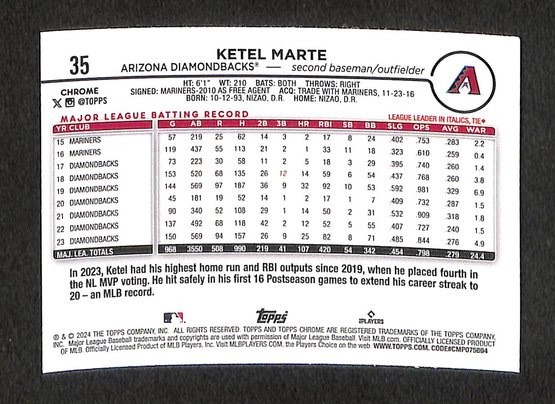 35
KETEL MARTE
ARIZONA DIAMONDBACKS® — second baseman/outfielder
CHROME
@TOPPS
HT: 6'1" WT: 210 BATS: BOTH THROWS: RIGHT
SIGNED: MARINERS-2010 AS FREE AGENT ACQ: TRADE WITH MARINERS, 11-23-16
BORN: 10-12-93, NIZAO, D.R. HOME: NIZAO, D.R.
MAJOR LEAGUE BATTING RECORD LEAGUE LEADER IN ITALICS, TIE♦
YR CLUB G AB R H 2B 3B HR RBI SB BB SLG OPS AVG WAR
15 MARINERS 57 219 25 62 14 3 2 17 8 24 .402 .753 .283 2.2
16 MARINERS 119 437 55 113 21 2 1 33 11 18 .323 .610 .259 0.4
17 DIAMONDBACKS 73 223 30 58 11 2 5 18 3 29 .395 .740 .260 1.4
18 DIAMONDBACKS 153 520 68 135 26 12 14 59 6 54 .437 .768 .260 3.8
19 DIAMONDBACKS 144 569 97 187 36 9 32 92 10 53 .592 .981 .329 6.9
20 DIAMONDBACKS 45 181 19 52 14 1 2 17 1 7 .409 .732 .287 1.5
21 DIAMONDBACKS 90 340 52 108 29 1 14 50 2 31 .532 .909 .318 1.8
22 DIAMONDBACKS 137 492 68 118 42 2 12 52 5 55 .407 .727 .240 1.5
23 DIAMONDBACKS 150 569 94 157 26 9 25 82 8 71 .485 .844 .276 4.9
MAJ. LEA. TOTALS 968 3550 508 990 219 41 107 420 54 342 .454 .798 .279 24.4
In 2023, Ketel had his highest home run and RBI outputs since 2019, when he placed fourth in
the NL MVP voting. He hit safely in his first 16 Postseason games to extend his career streak to
20 – an MLB record.
Topps
PLAYERS
® & © 2024 THE TOPPS COMPANY, INC. ALL RIGHTS RESERVED. TOPPS AND TOPPS CHROME ARE REGISTERED TRADEMARKS OF THE TOPPS COMPANY,
INC. Major League Baseball trademarks and copyrights are used with permission of Major League Baseball. Visit MLB.com. OFFICIALLY LICENSED PRODUCT
OF MLB. Officially Licensed Product of MLB Players, Inc. Visit MLBPLAYERS.COM, the Players Choice on the web. WWW.TOPPS.COM. CODE#CMP075694